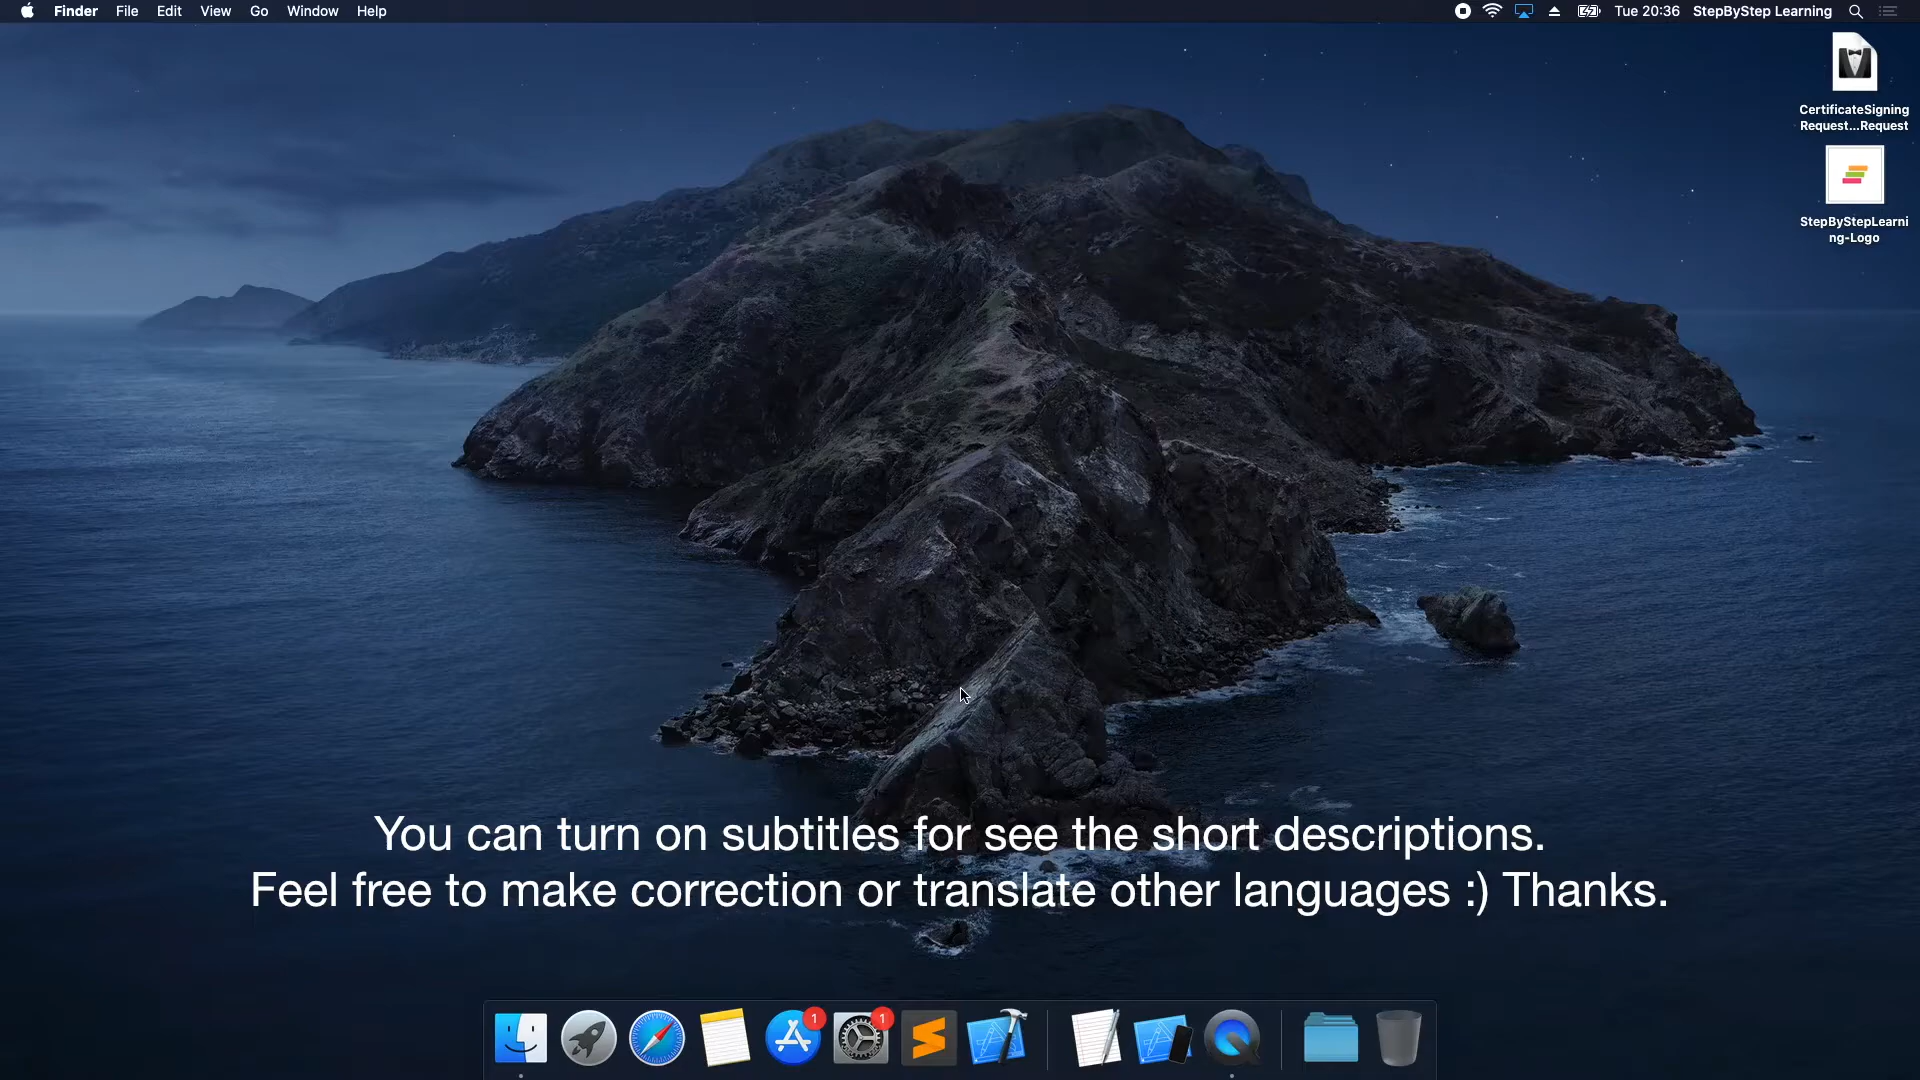 Finder File Edit View Go Window Help
Tue 20:36 StepByStep Learning
CertificateSigning
Request...Request
StepByStepLearni
ng-Logo
You can turn on subtitles for see the short descriptions.
Feel free to make correction or translate other languages :) Thanks.
1
1